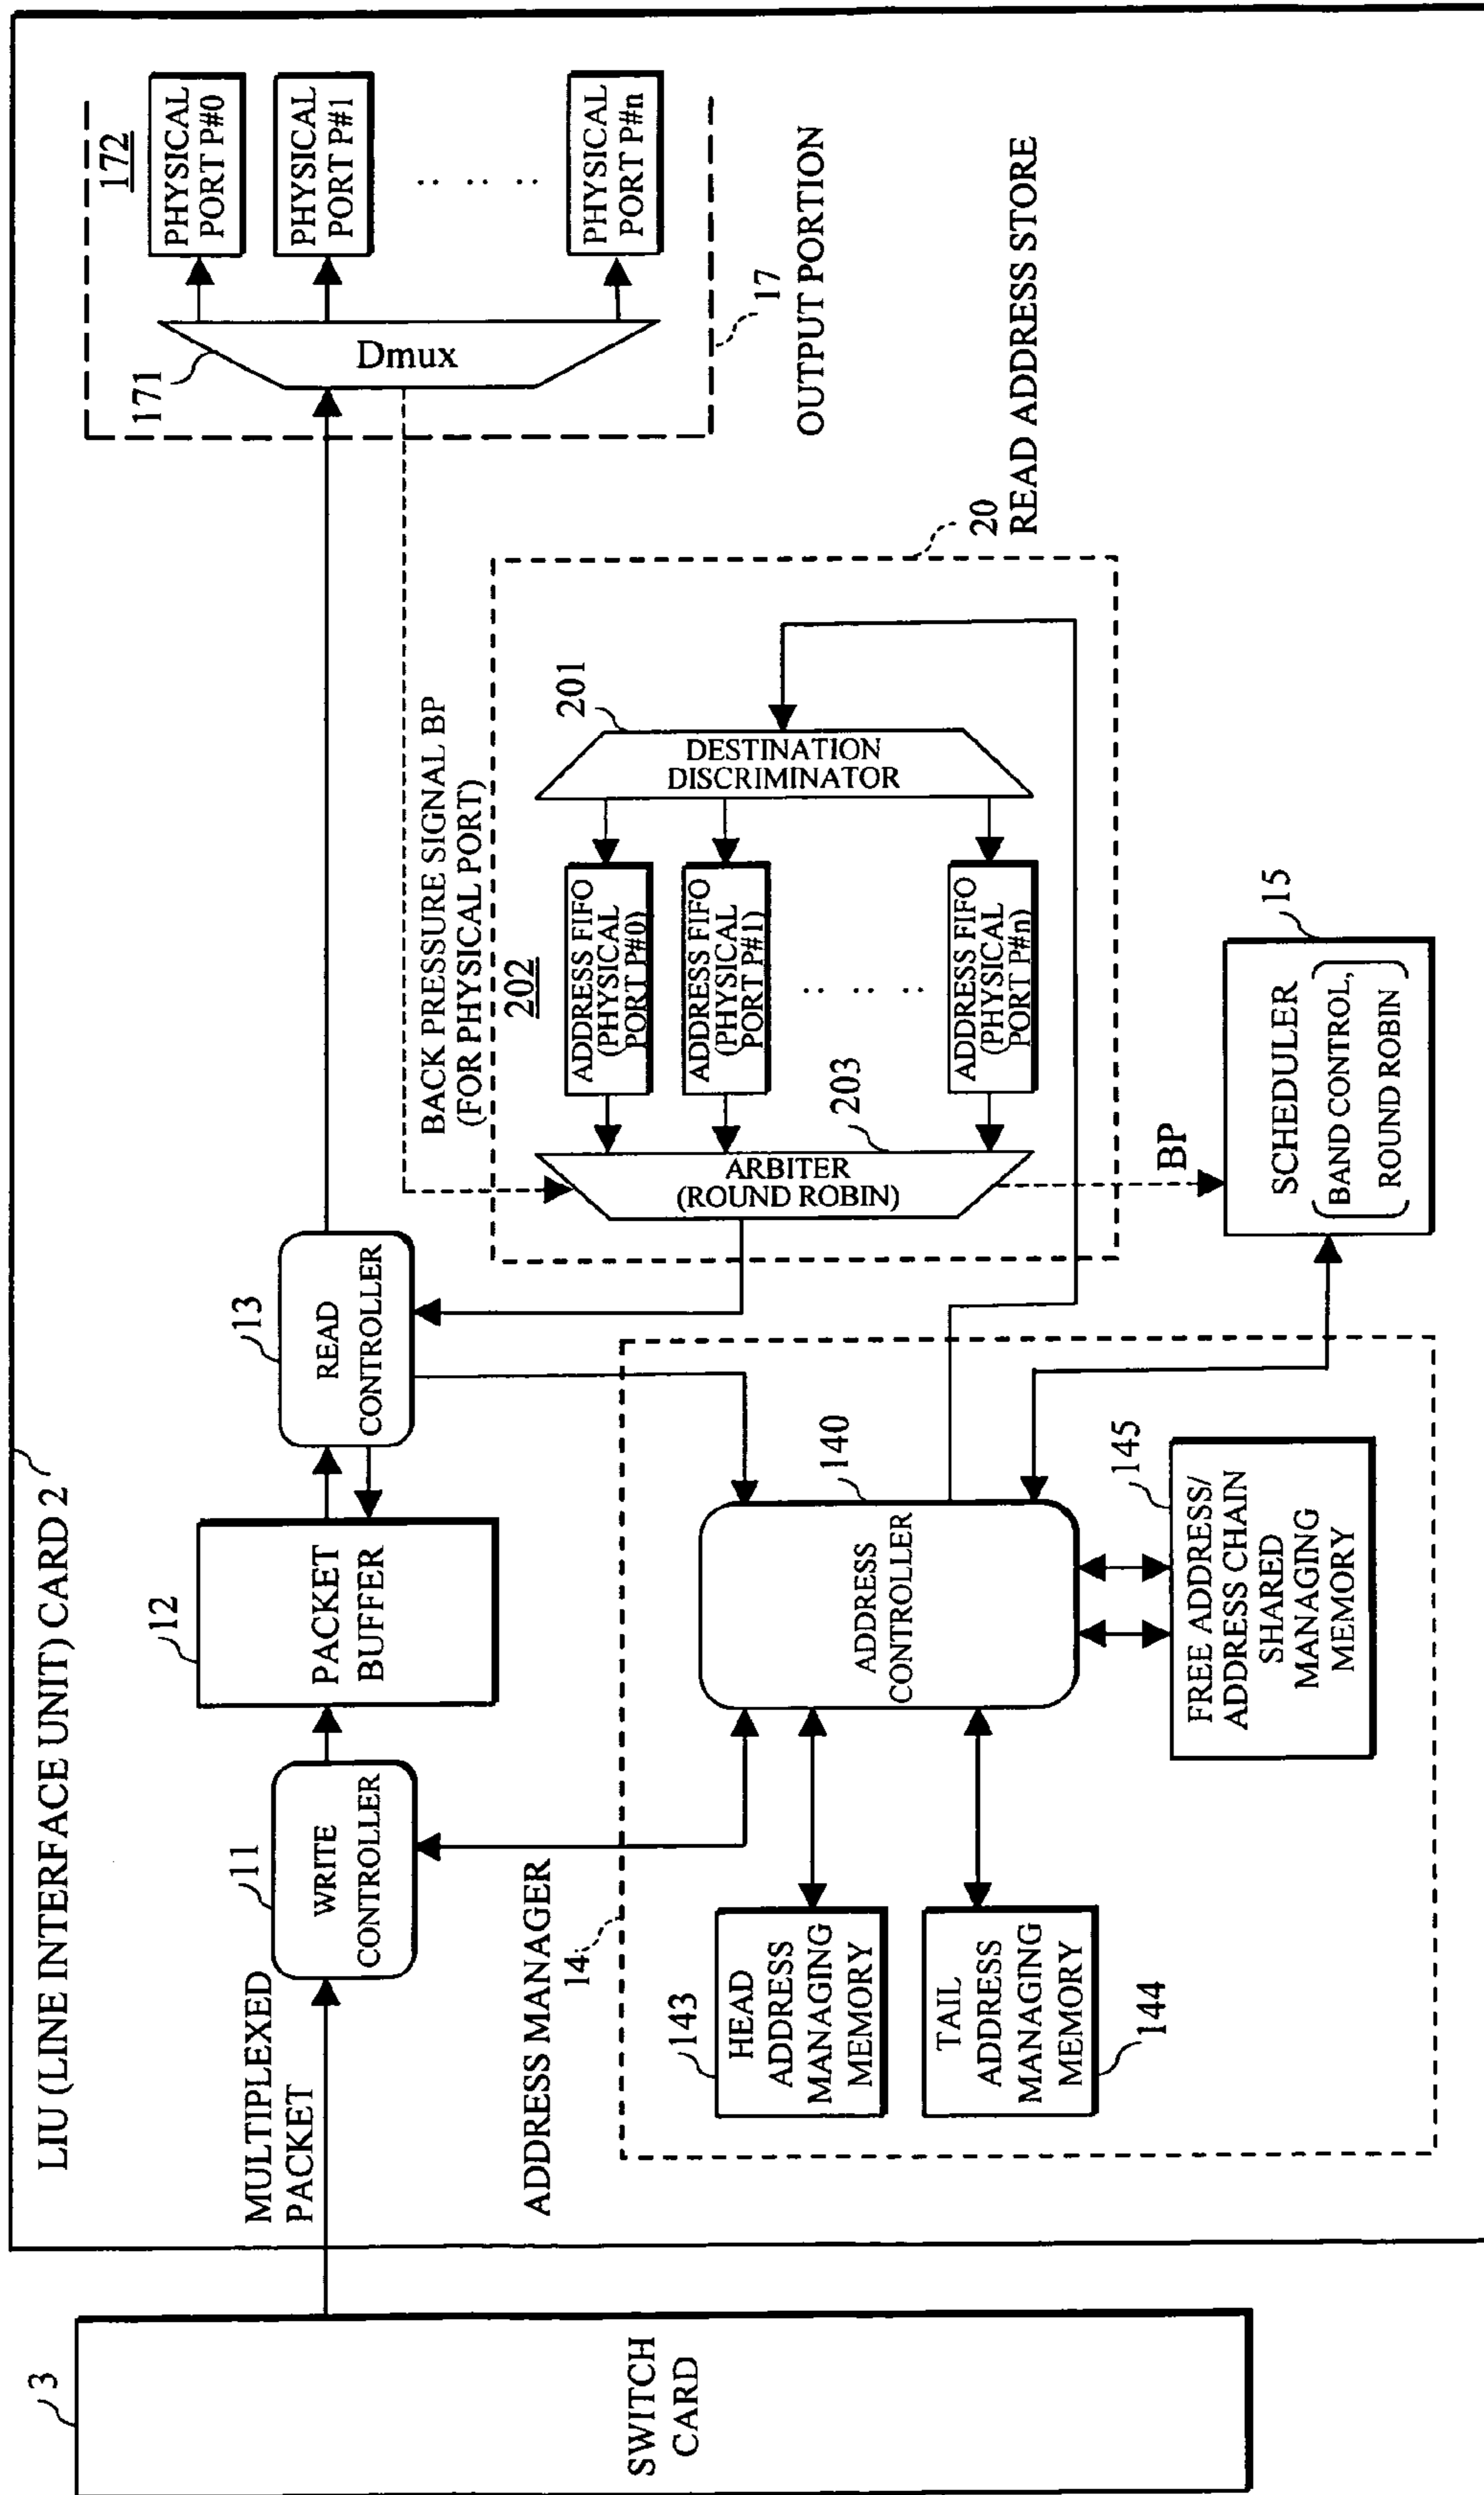 LIU (LINE INTERFACE UNIT) CARD 2
3
SWITCH
CARD
MULTIPLEXED
PACKET
11
WRITE
CONTROLLER
12
PACKET
BUFFER
13
READ
CONTROLLER
171
Dmux
172
PHYSICAL
PORT P#0
PHYSICAL
PORT P#1
PHYSICAL
PORT P#n
17
OUTPUT PORTION
BACK PRESSURE SIGNAL BP
(FOR PHYSICAL PORT)
ADDRESS MANAGER
14
143
HEAD
ADDRESS
MANAGING
MEMORY
TAIL
ADDRESS
MANAGING
MEMORY
144
140
ADDRESS
CONTROLLER
145
FREE ADDRESS/
ADDRESS CHAIN
SHARED
MANAGING
MEMORY
202
ADDRESS FIFO
(PHYSICAL
PORT P#0)
ADDRESS FIFO
(PHYSICAL
PORT P#1)
ADDRESS FIFO
(PHYSICAL
PORT P#n)
201
DESTINATION
DISCRIMINATOR
203
ARBITER
(ROUND ROBIN)
20
READ ADDRESS STORE
BP
15
SCHEDULER
BAND CONTROL,
ROUND ROBIN